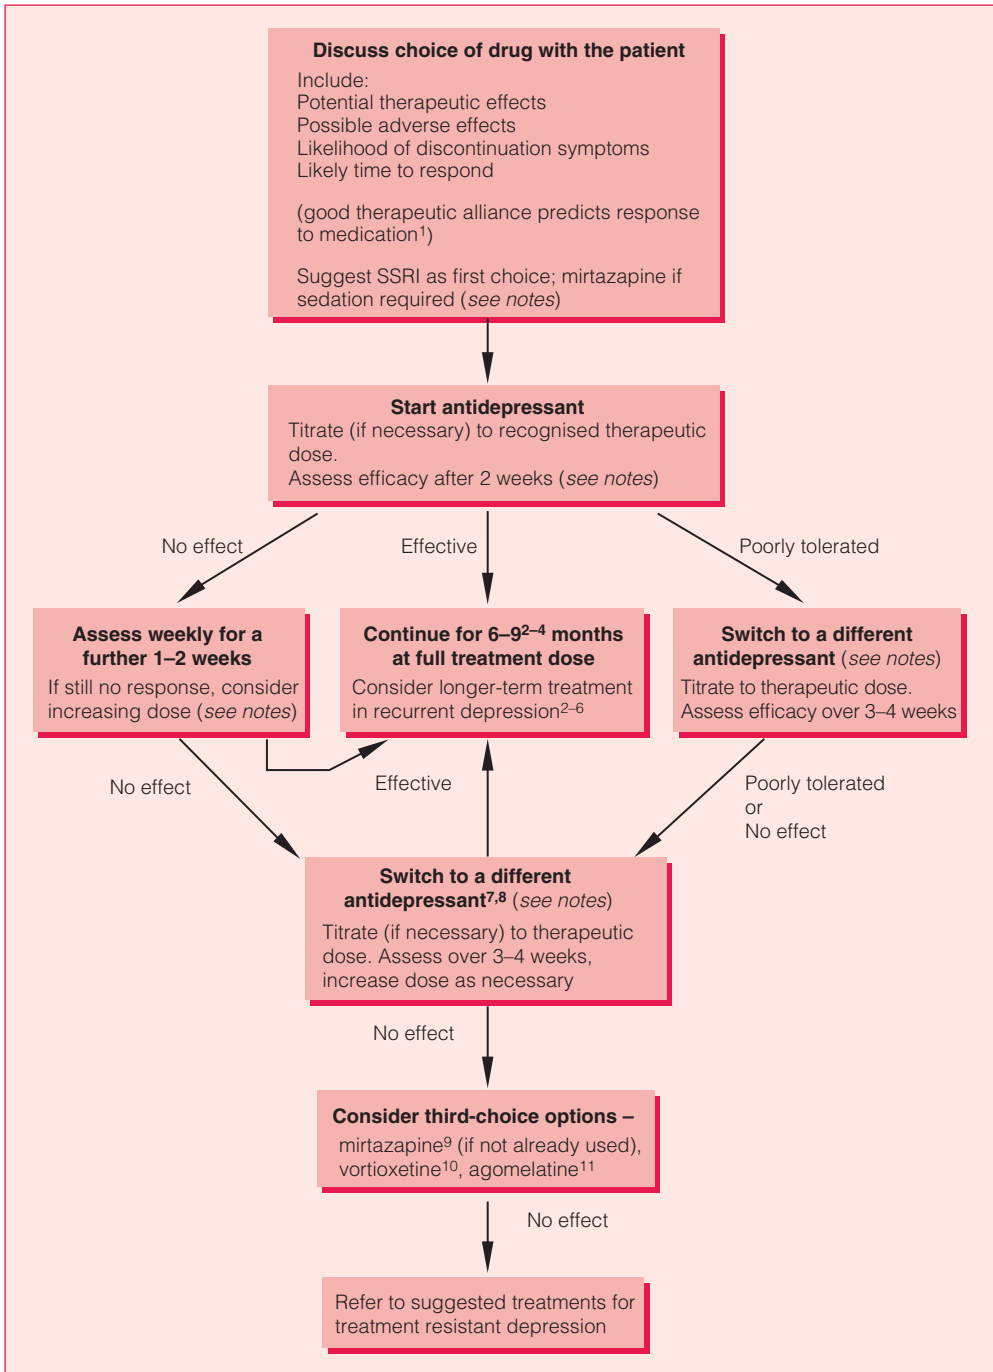 Discuss choice of drug with the patient
Include:
Potential therapeutic effects
Possible adverse effects
Likelihood of discontinuation symptoms
Likely time to respond
(good therapeutic alliance predicts response
to medication¹)
Suggest SSRI as first choice; mirtazapine if
sedation required (see notes)
Start antidepressant
Titrate (if necessary) to recognised therapeutic
dose.
Assess efficacy after 2 weeks (see notes)
No effect
Effective
Poorly tolerated
Assess weekly for a
further 1–2 weeks
If still no response, consider
increasing dose (see notes)
Continue for 6–9²⁻⁴ months
at full treatment dose
Consider longer-term treatment
in recurrent depression²⁻⁶
Switch to a different
antidepressant (see notes)
Titrate to therapeutic dose.
Assess efficacy over 3–4 weeks
No effect
Effective
Poorly tolerated
or
No effect
Switch to a different
antidepressant⁷,⁸ (see notes)
Titrate (if necessary) to therapeutic
dose. Assess over 3–4 weeks,
increase dose as necessary
No effect
Consider third-choice options –
mirtazapine⁹ (if not already used),
vortioxetine¹⁰, agomelatine¹¹
No effect
Refer to suggested treatments for
treatment resistant depression